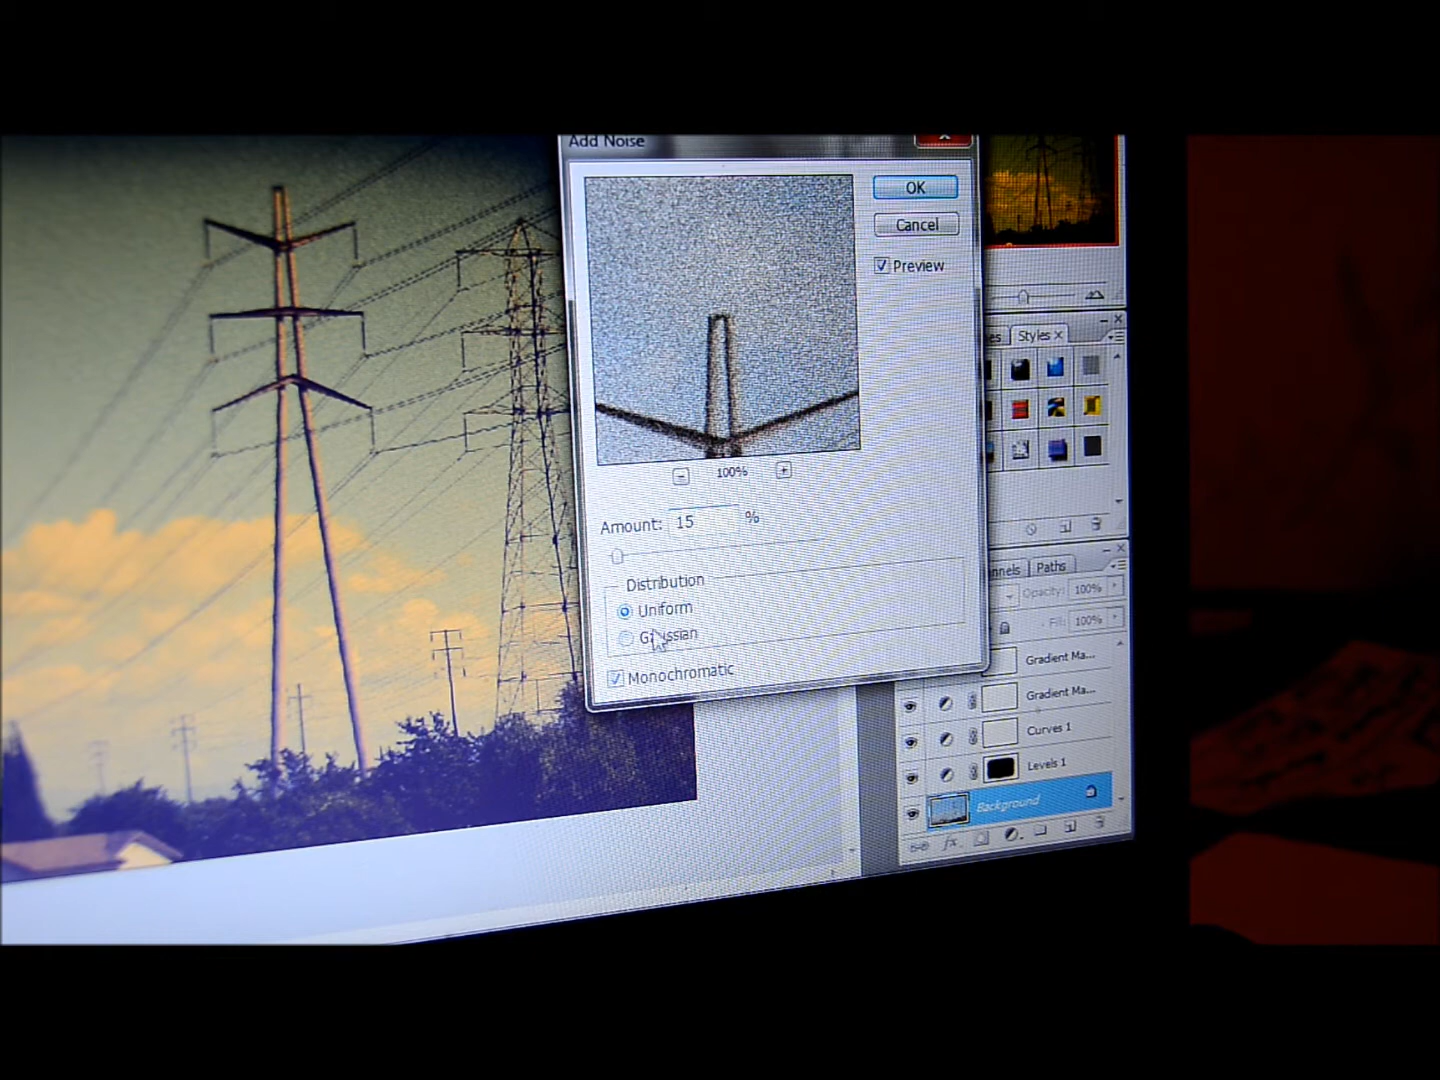 Add Noise
OK
Cancel
Preview
100%
Amount: 15 %
Distribution
Uniform
Gaussian
Monochromatic
Styles x
Paths
Opacity: 100%
Fill: 100%
Gradient Ma...
Gradient Ma...
Curves 1
Levels 1
Background